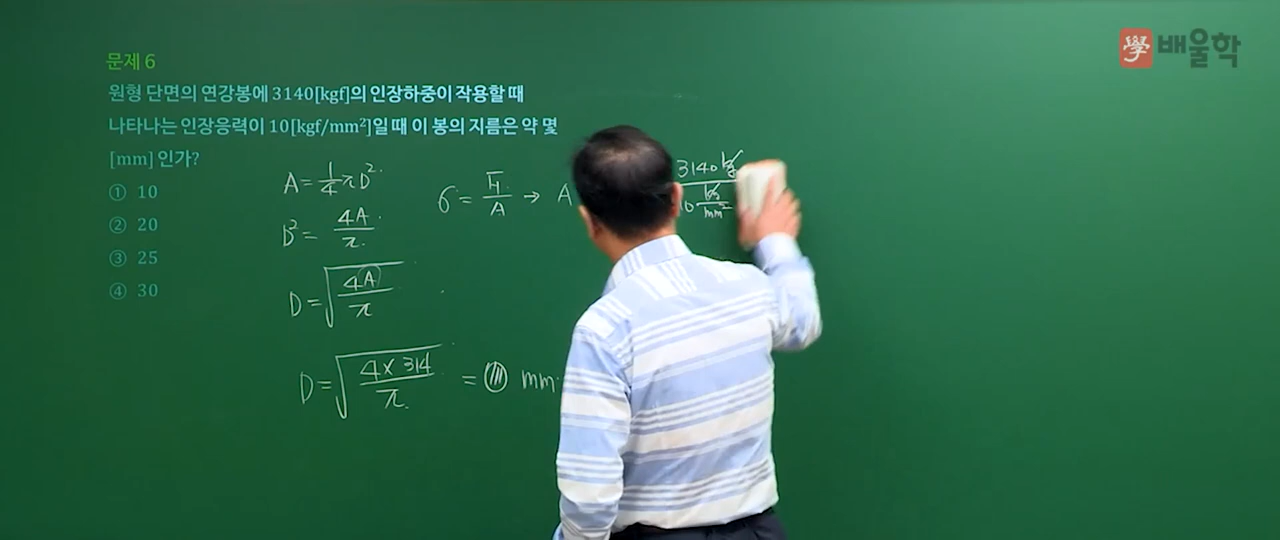 學 배울학
문제 6
원형 단면의 연강봉에 3140[kgf]의 인장하중이 작용할 때
나타나는 인장응력이 10[kgf/mm²]일 때 이 봉의 지름은 약 몇
[mm] 인가?
① 10
② 20
③ 25
④ 30
A = 1/4 πD²
D² = 4A/π
D = √(4A/π)
D = √(4×314/π) = mm
σ = F/A → A
3140
mm²